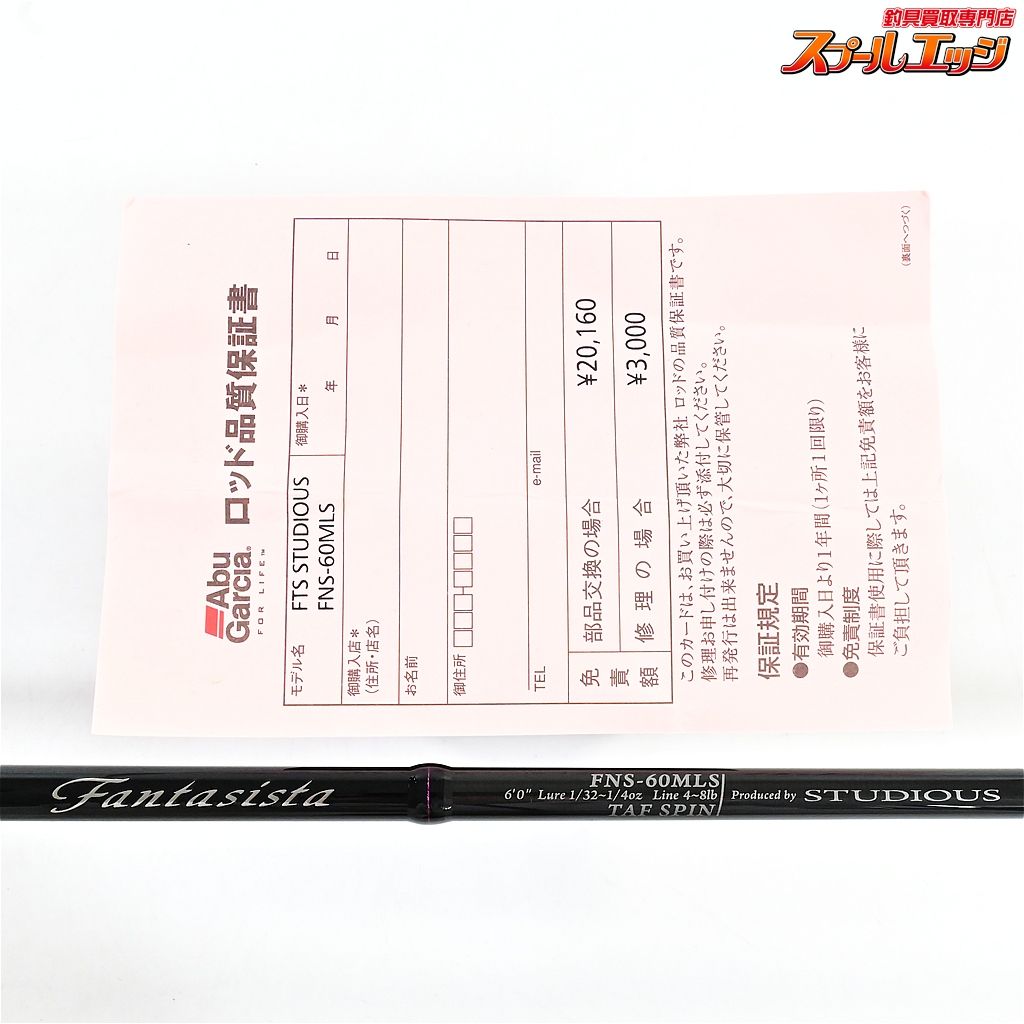 釣具買取専門店
スプールエッジ
Abu
Garcia®
FOR LIFE™
ロッド品質保証書
モデル名
FTS STUDIOUS
FNS-60MLS
御購入日*
年 月 日
御購入店*
(住所・店名)
お名前
御住所 □□□-□□□□
TEL
e-mail
免責額
部品交換の場合 ¥20,160
修理の場合 ¥3,000
このカードは、お買い上げ頂いた弊社 ロッドの品質保証書です。
修理お申し付けの際は必ず添付してください。
再発行は出来ませんので、大切に保管してください。
保証規定
●有効期間
御購入日より1年間(1ヶ所1回限り)
●免責制度
保証書使用に際しては上記免責額をお客様に
ご負担して頂きます。
(裏面へつづく)
Fantasista
FNS-60MLS
6'0" Lure 1/32~1/4oz Line 4~8lb
TAF SPIN
Produced by STUDIOUS